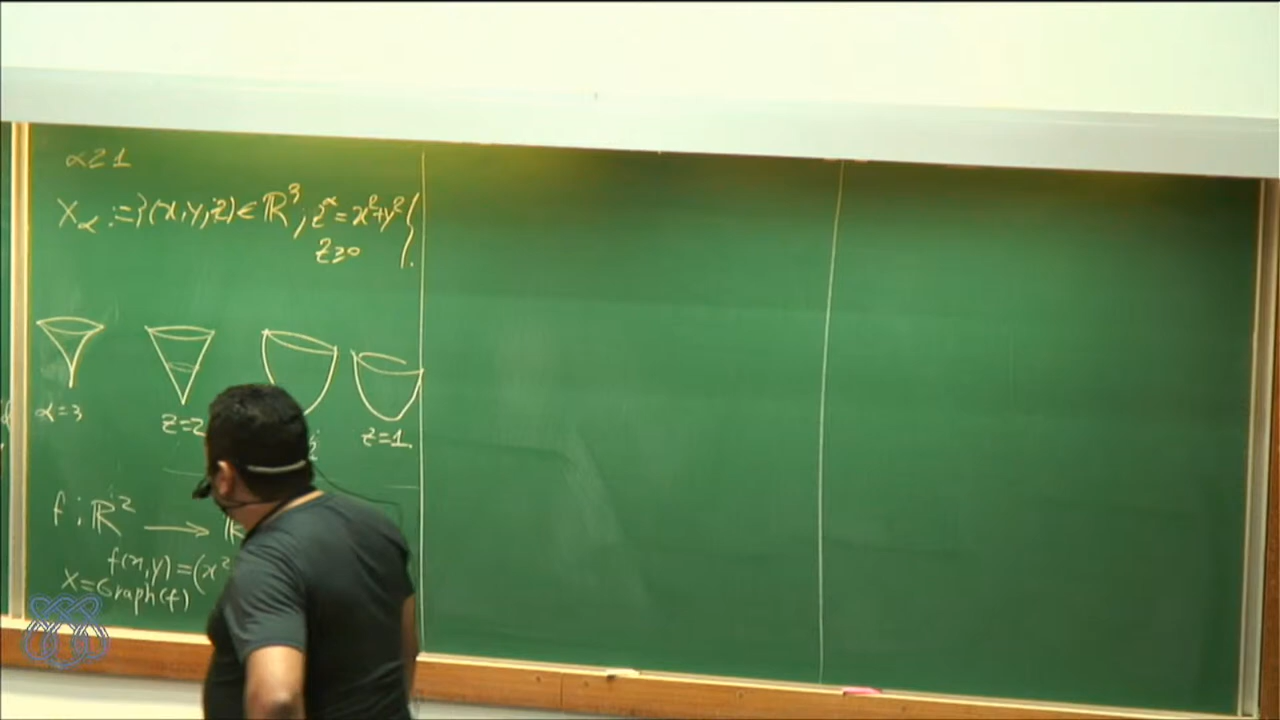 α≥1
X_α := {(x,y,z) ∈ ℝ³; z^α = x²+y²}
z≥0
α=3
z=2
z=1.
f : ℝ² → ℝ
f(x,y)=(x²
X=Graph(f)